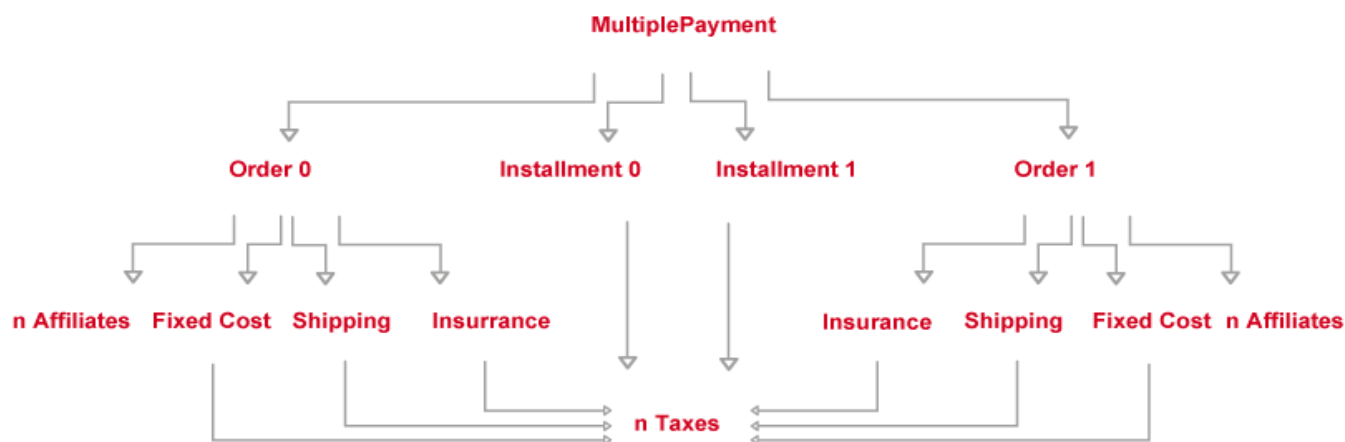 MultiplePayment
Order 0
Installment 0
Installment 1
Order 1
n Affiliates
Fixed Cost
Shipping
Insurrance
Insurance
Shipping
Fixed Cost
n Affiliates
n Taxes